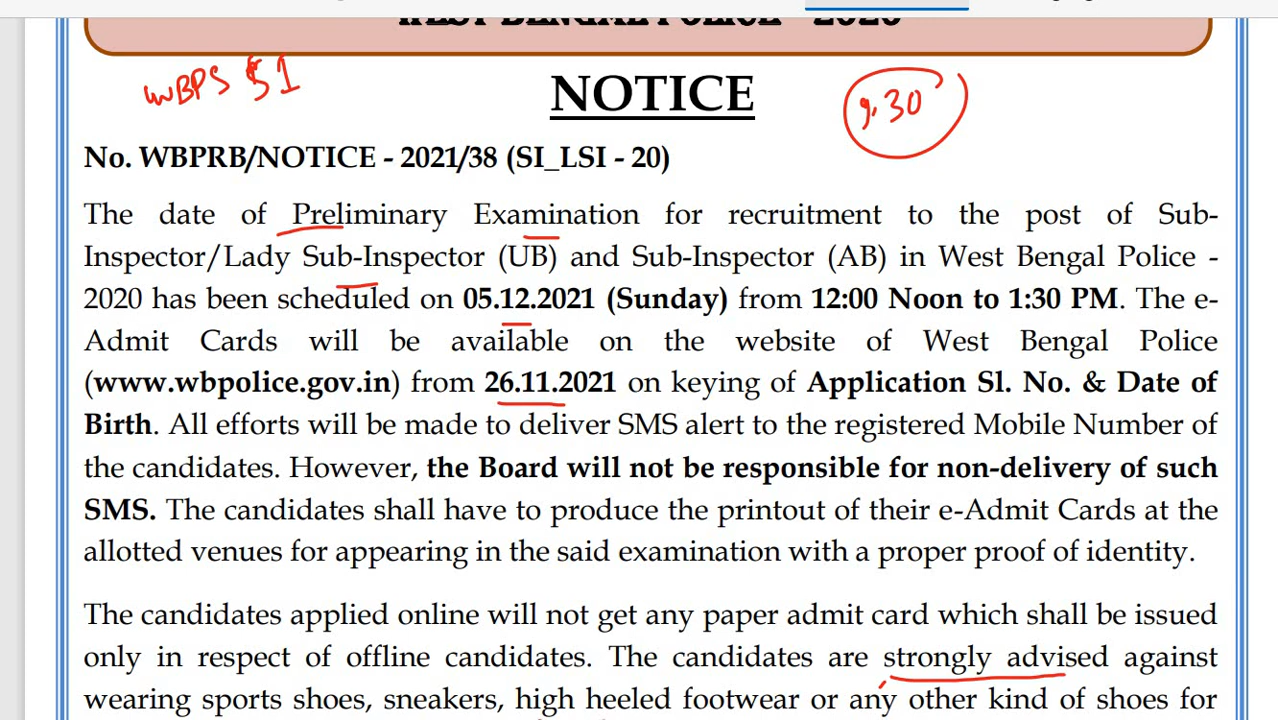 WEST BENGAL POLICE - 2020
WBPS SI
NOTICE
9.30
No. WBPRB/NOTICE - 2021/38 (SI_LSI - 20)
The date of Preliminary Examination for recruitment to the post of Sub-
Inspector/Lady Sub-Inspector (UB) and Sub-Inspector (AB) in West Bengal Police -
2020 has been scheduled on 05.12.2021 (Sunday) from 12:00 Noon to 1:30 PM. The e-
Admit Cards will be available on the website of West Bengal Police
(www.wbpolice.gov.in) from 26.11.2021 on keying of Application Sl. No. & Date of
Birth. All efforts will be made to deliver SMS alert to the registered Mobile Number of
the candidates. However, the Board will not be responsible for non-delivery of such
SMS. The candidates shall have to produce the printout of their e-Admit Cards at the
allotted venues for appearing in the said examination with a proper proof of identity.
The candidates applied online will not get any paper admit card which shall be issued
only in respect of offline candidates. The candidates are strongly advised against
wearing sports shoes, sneakers, high heeled footwear or any other kind of shoes for